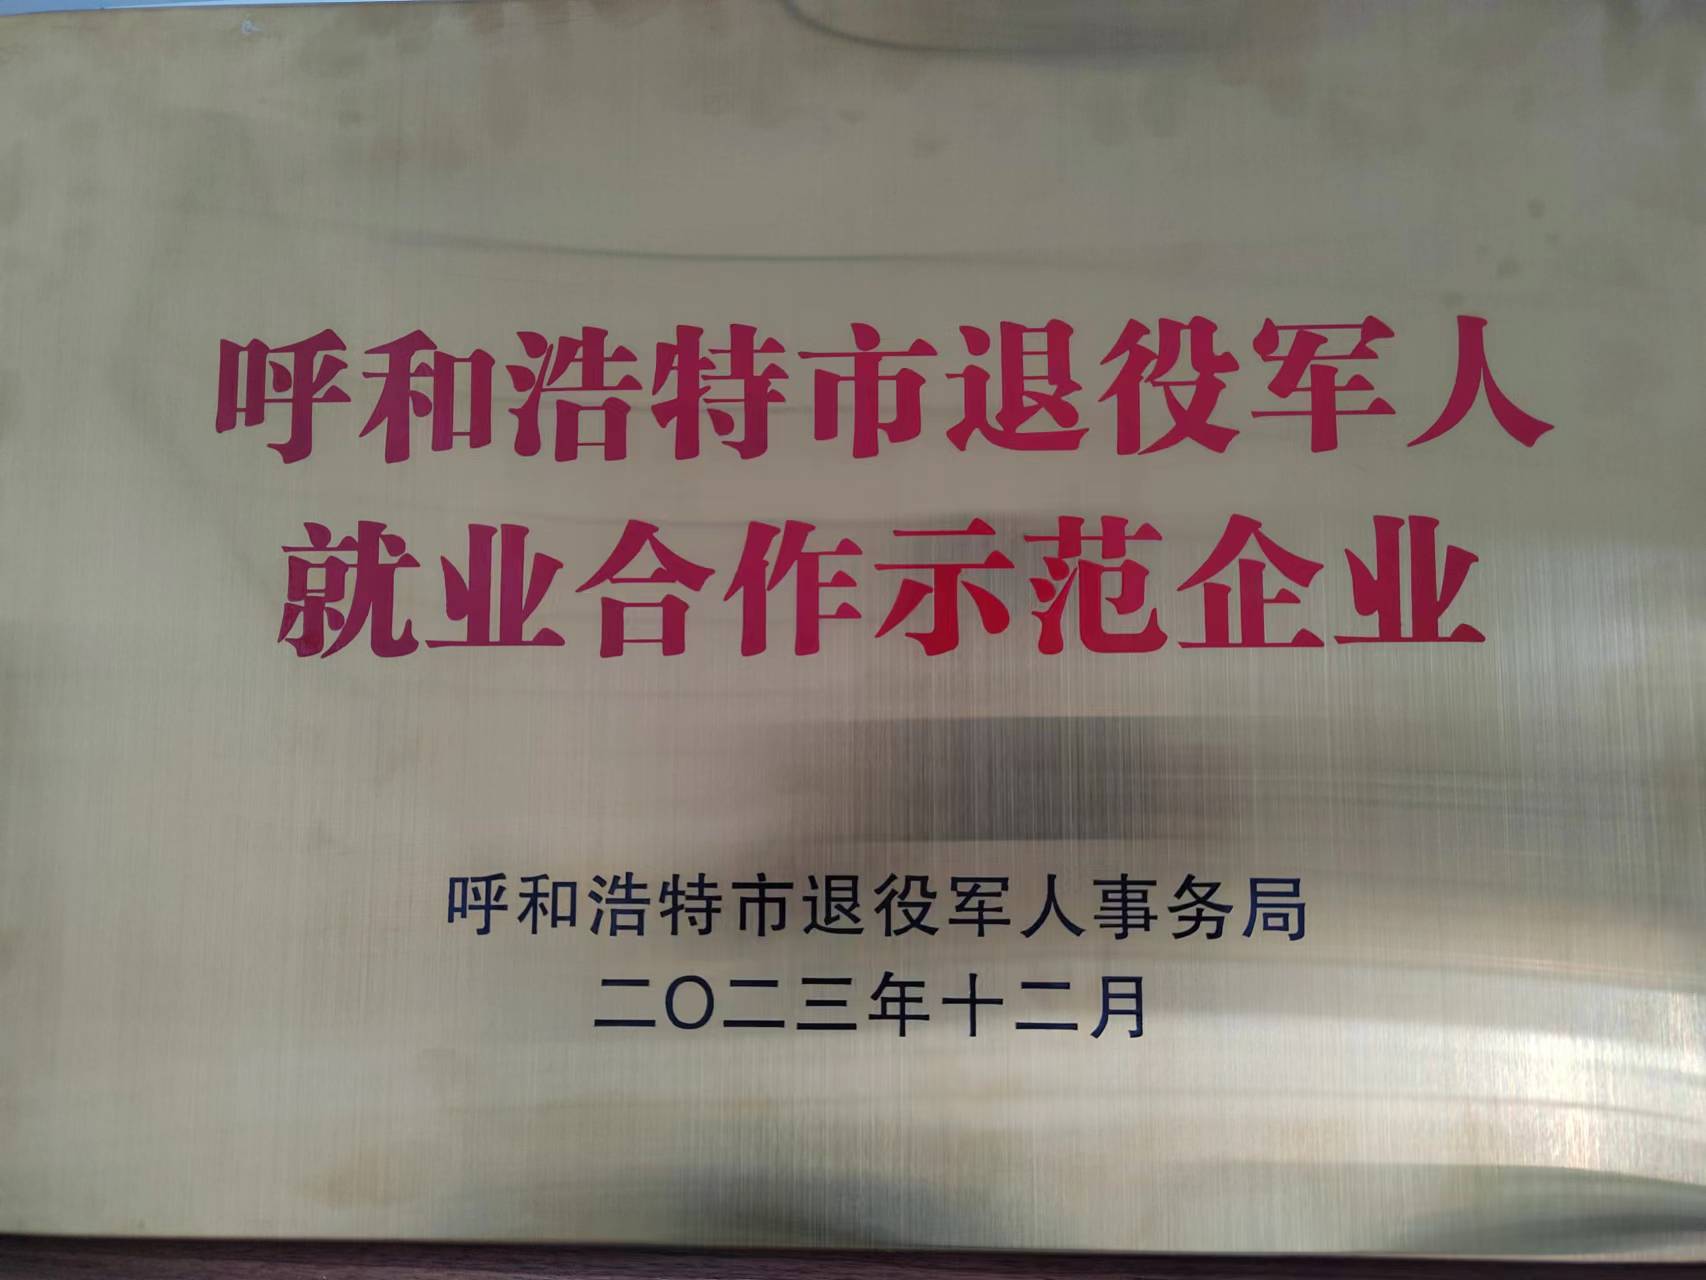 呼和浩特市退役军人
就业合作示范企业
呼和浩特市退役军人事务局
二〇二三年十二月